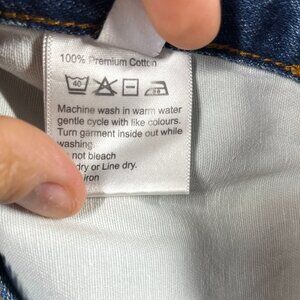 100% Premium Cotton
40
Machine wash in warm water
gentle cycle with like colours.
Turn garment inside out while
washing.
not bleach
dry or Line dry.
iron